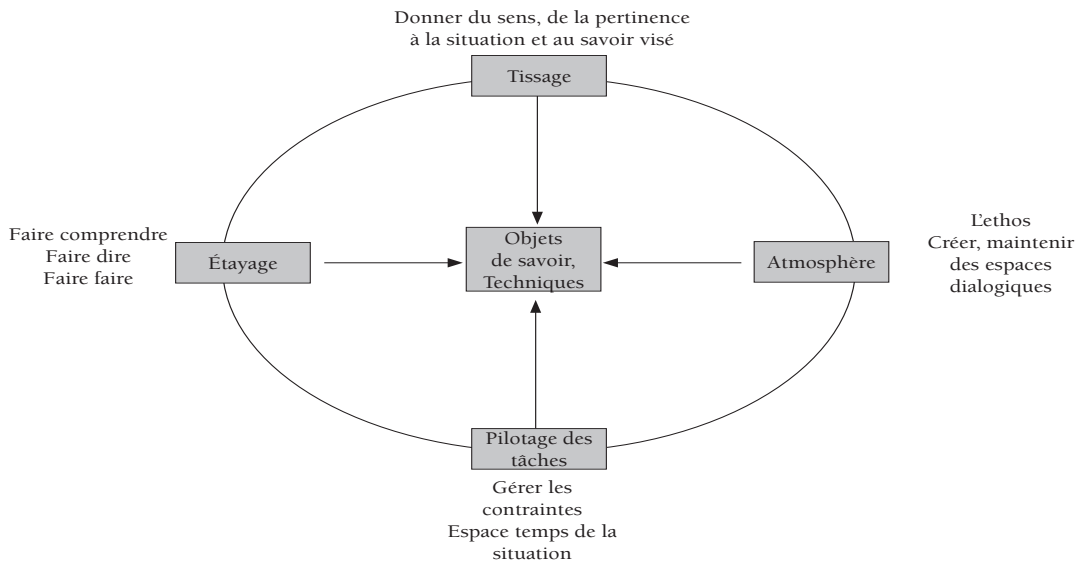 Donner du sens, de la pertinence
à la situation et au savoir visé
Tissage
Faire comprendre
Faire dire
Faire faire
Étayage
Objets
de savoir,
Techniques
Atmosphère
L'ethos
Créer, maintenir
des espaces
dialogiques
Pilotage des
tâches
Gérer les
contraintes
Espace temps de la
situation